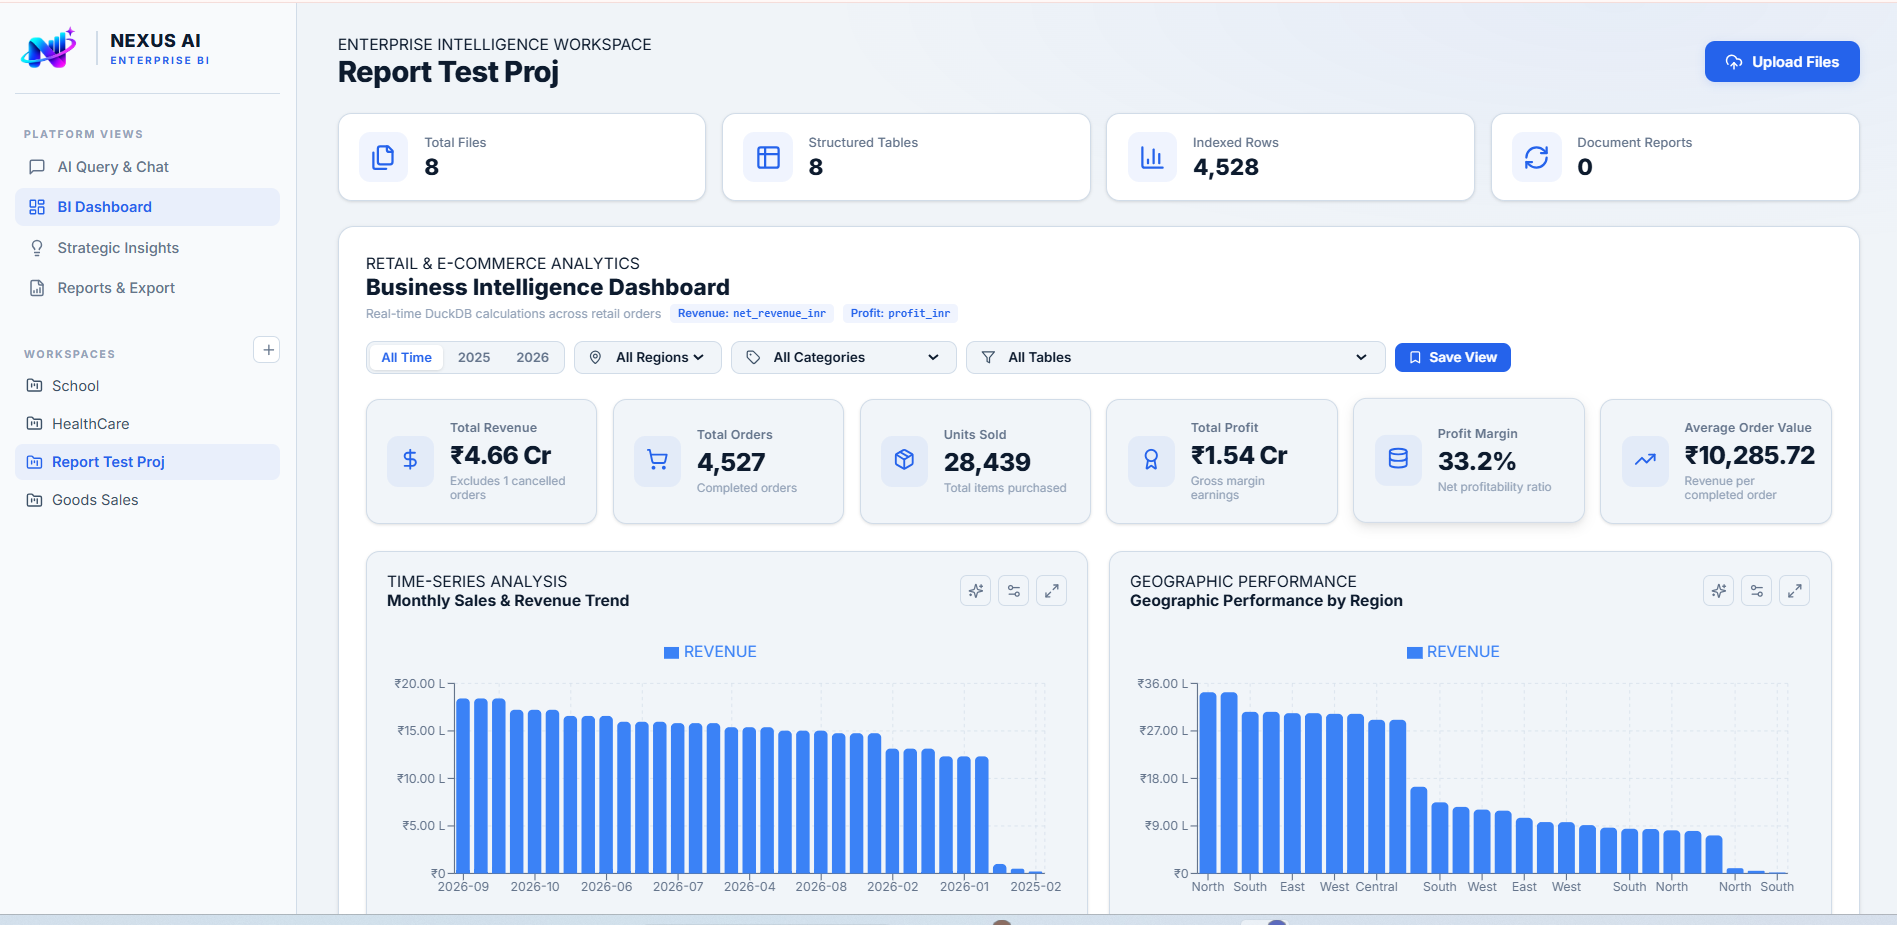 NEXUS AI
ENTERPRISE BI
PLATFORM VIEWS
AI Query & Chat
BI Dashboard
Strategic Insights
Reports & Export
WORKSPACES
School
HealthCare
Report Test Proj
Goods Sales
ENTERPRISE INTELLIGENCE WORKSPACE
Report Test Proj
Upload Files
Total Files
8
Structured Tables
8
Indexed Rows
4,528
Document Reports
0
RETAIL & E-COMMERCE ANALYTICS
Business Intelligence Dashboard
Real-time DuckDB calculations across retail orders Revenue: net_revenue_inr Profit: profit_inr
All Time 2025 2026 All Regions All Categories All Tables Save View
Total Revenue
₹4.66 Cr
Excludes 1 cancelled
orders
Total Orders
4,527
Completed orders
Units Sold
28,439
Total items purchased
Total Profit
₹1.54 Cr
Gross margin
earnings
Profit Margin
33.2%
Net profitability ratio
Average Order Value
₹10,285.72
Revenue per
completed order
TIME-SERIES ANALYSIS
Monthly Sales & Revenue Trend
REVENUE
₹20.00 L
₹15.00 L
₹10.00 L
₹5.00 L
₹0
2026-09 2026-10 2026-06 2026-07 2026-04 2026-08 2026-02 2026-01 2025-02
GEOGRAPHIC PERFORMANCE
Geographic Performance by Region
REVENUE
₹36.00 L
₹27.00 L
₹18.00 L
₹9.00 L
₹0
North South East West Central South West East West South North North South